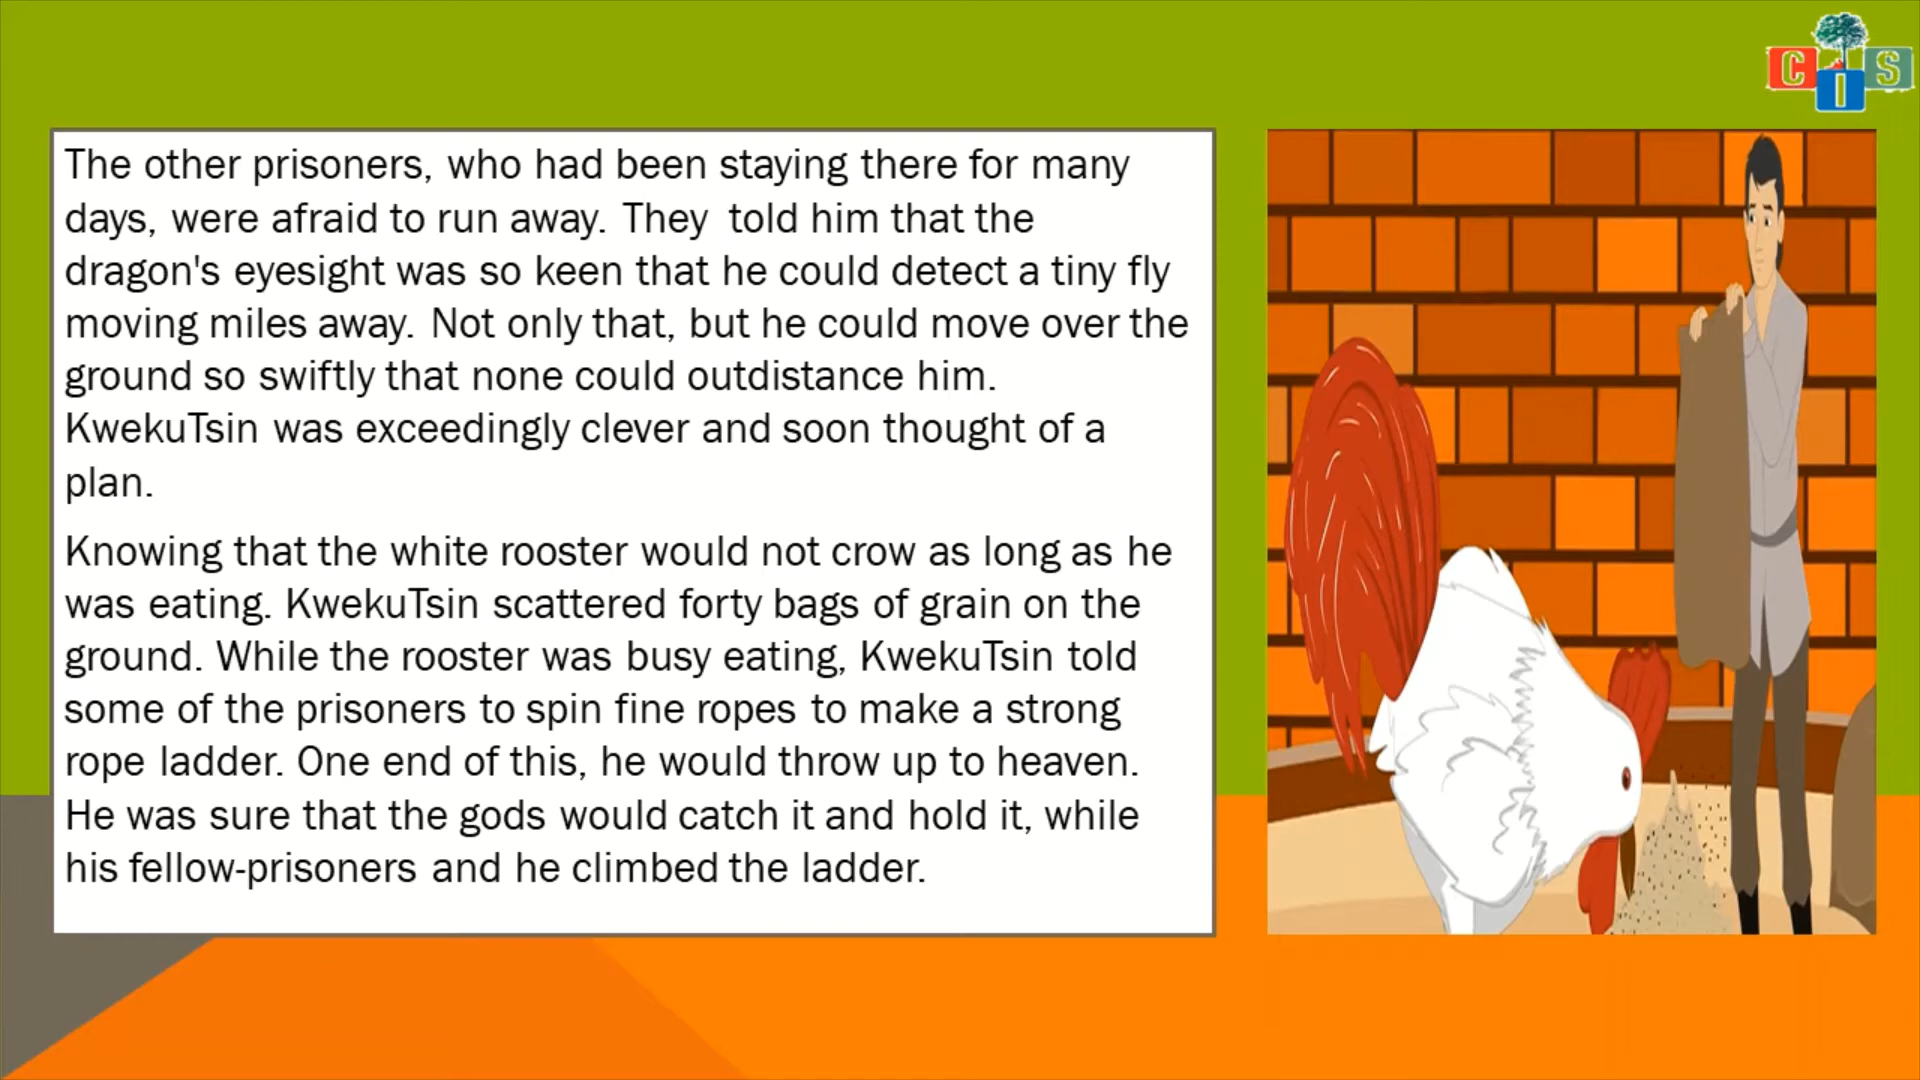 C I S
The other prisoners, who had been staying there for many
days, were afraid to run away. They  told him that the
dragon's eyesight was so keen that he could detect a tiny fly
moving miles away. Not only that, but he could move over the
ground so swiftly that none could outdistance him.
KwekuTsin was exceedingly clever and soon thought of a
plan.
Knowing that the white rooster would not crow as long as he
was eating. KwekuTsin scattered forty bags of grain on the
ground. While the rooster was busy eating, KwekuTsin told
some of the prisoners to spin fine ropes to make a strong
rope ladder. One end of this, he would throw up to heaven.
He was sure that the gods would catch it and hold it, while
his fellow-prisoners and he climbed the ladder.